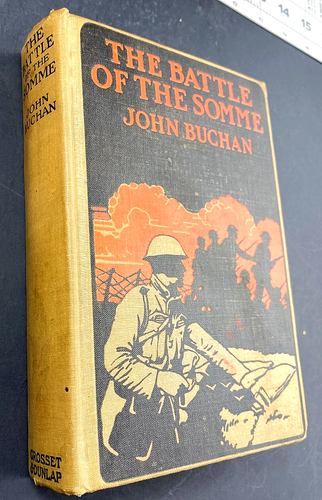 THE BATTLE
OF THE SOMME
JOHN BUCHAN
THE
BATTLE
OF THE
SOMME
JOHN
BUCHAN
GROSSET
& DUNLAP
14 15